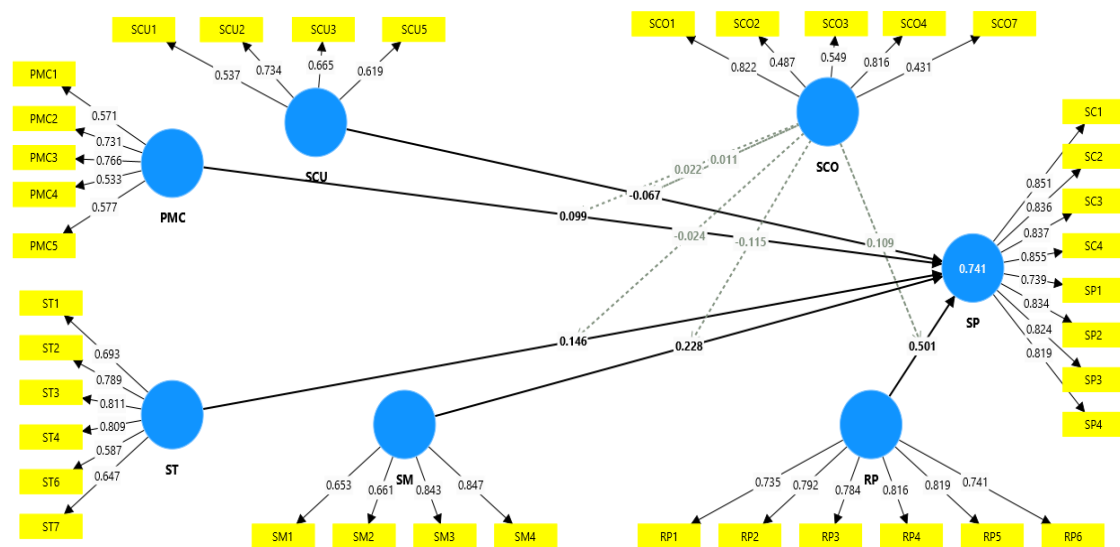 SCU1
SCU2
SCU3
SCU5
0.537
0.734
0.665
0.619
SCU
SCO1
SCO2
SCO3
SCO4
SCO7
0.822
0.487
0.549
0.816
0.431
SCO
PMC1
PMC2
PMC3
PMC4
PMC5
0.571
0.731
0.766
0.533
0.577
PMC
0.011
0.022
-0.067
0.099
-0.024
-0.115
0.109
0.146
0.228
0.501
SC1
SC2
SC3
SC4
SP1
SP2
SP3
SP4
0.851
0.836
0.837
0.855
0.739
0.834
0.824
0.819
0.741
SP
ST1
ST2
ST3
ST4
ST6
ST7
0.693
0.789
0.811
0.809
0.587
0.647
ST
SM
0.653
0.661
0.843
0.847
SM1
SM2
SM3
SM4
RP
0.735
0.792
0.784
0.816
0.819
0.741
RP1
RP2
RP3
RP4
RP5
RP6